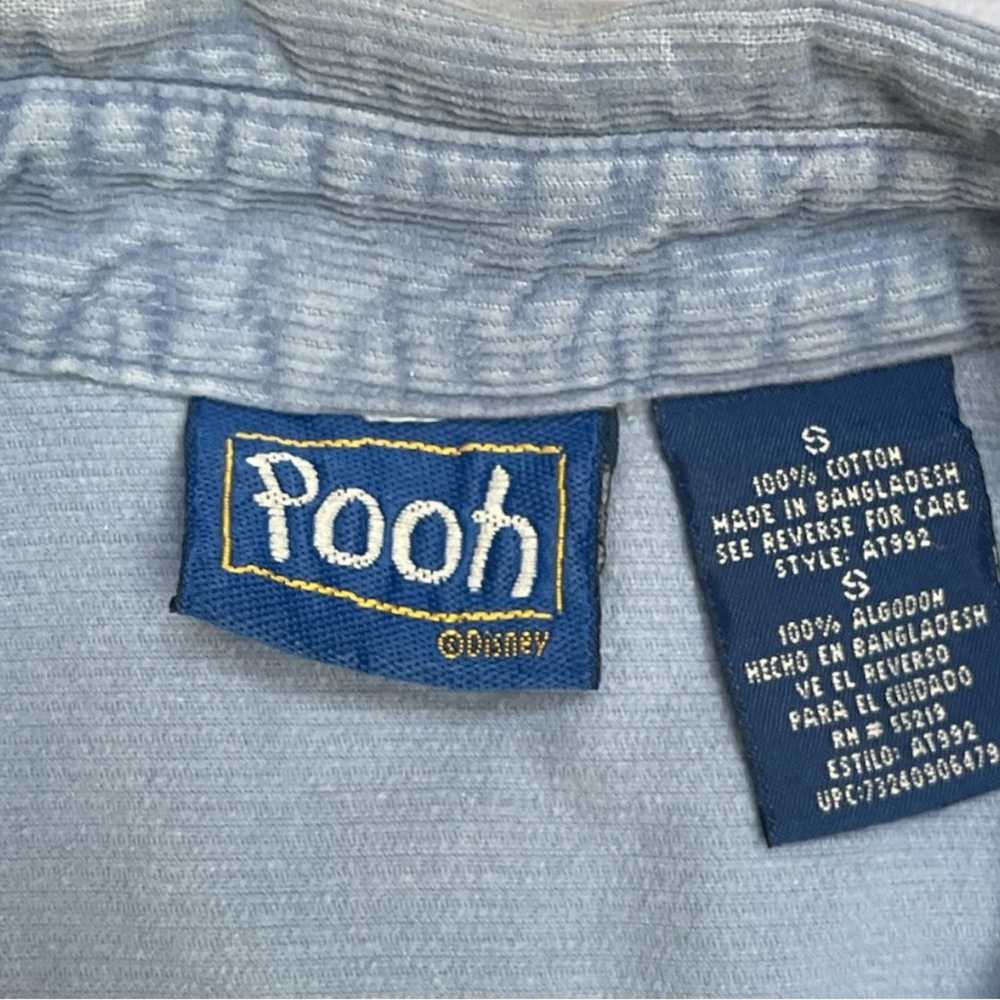 Pooh
©Disney
S
100% COTTON
MADE IN BANGLADESH
SEE REVERSE FOR CARE
STYLE: AT992
S
100% ALGODON
HECHO EN BANGLADESH
VE EL REVERSO
PARA EL CUIDADO
RN # 55219
ESTILO: AT992
UPC:73240906479